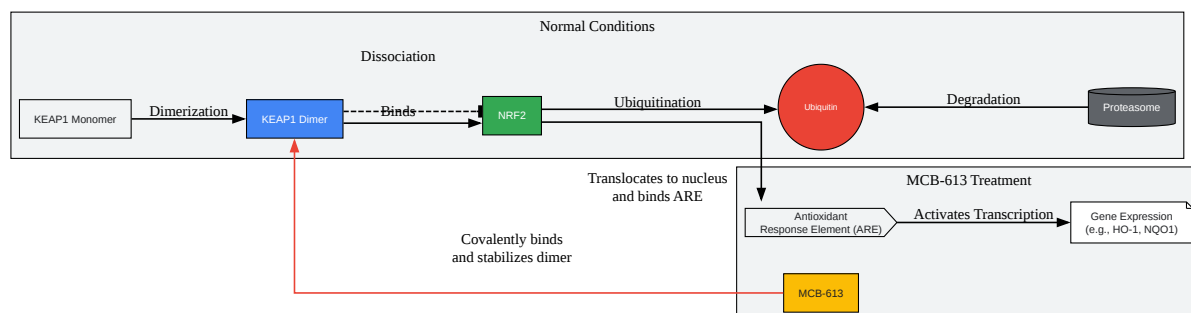 Normal Conditions
Dissociation
KEAP1 Monomer
Dimerization
KEAP1 Dimer
Binds
NRF2
Ubiquitination
Ubiquitin
Degradation
Proteasome
Translocates to nucleus
and binds ARE
MCB-613 Treatment
Antioxidant
Response Element (ARE)
Activates Transcription
Gene Expression
(e.g., HO-1, NQO1)
Covalently binds
and stabilizes dimer
MCB-613